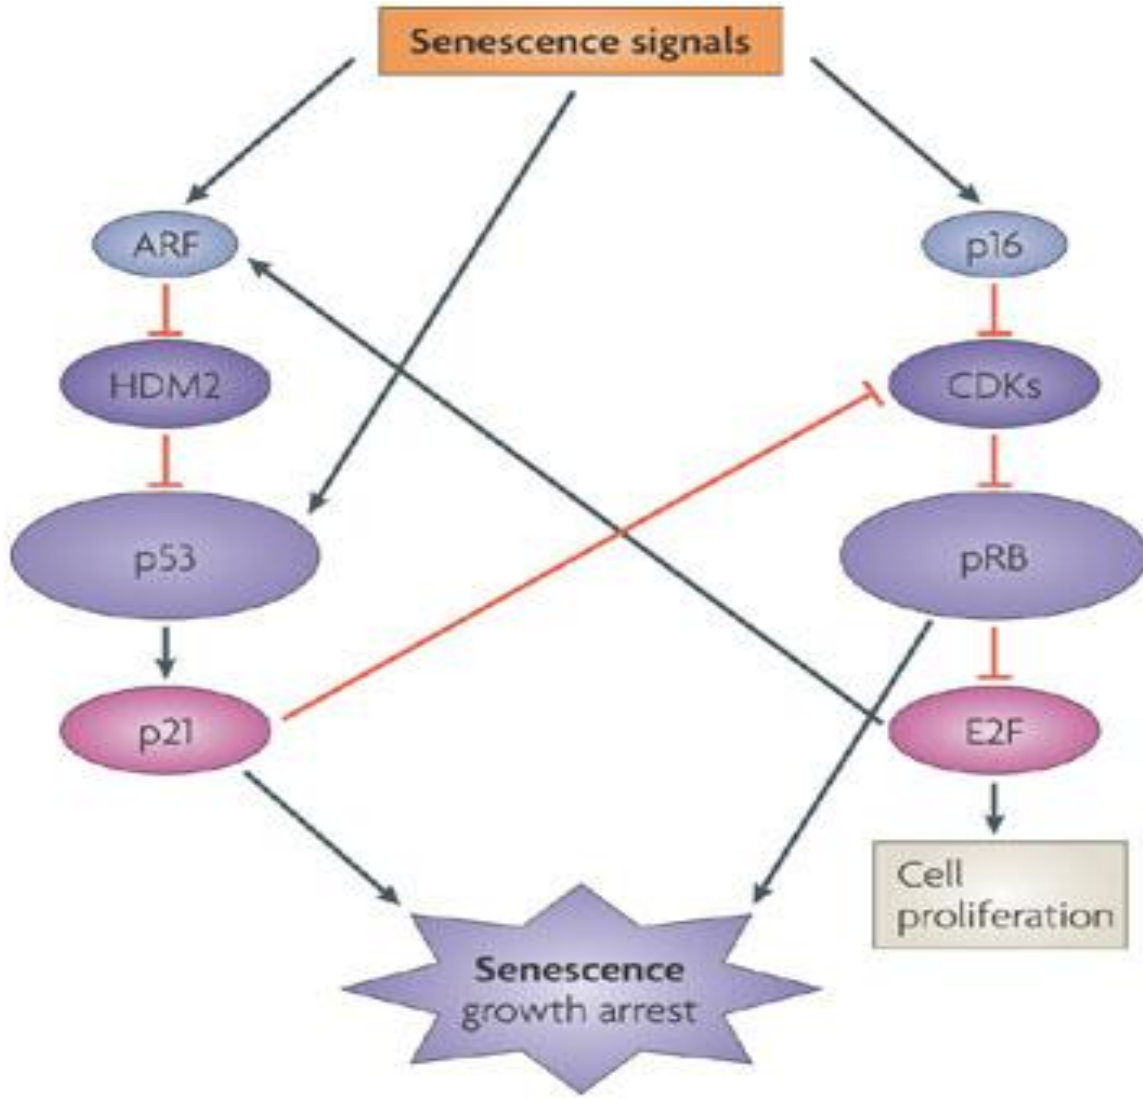 Senescence signals
ARF
p16
HDM2
CDKs
p53
pRB
p21
E2F
Cell
proliferation
Senescence
growth arrest